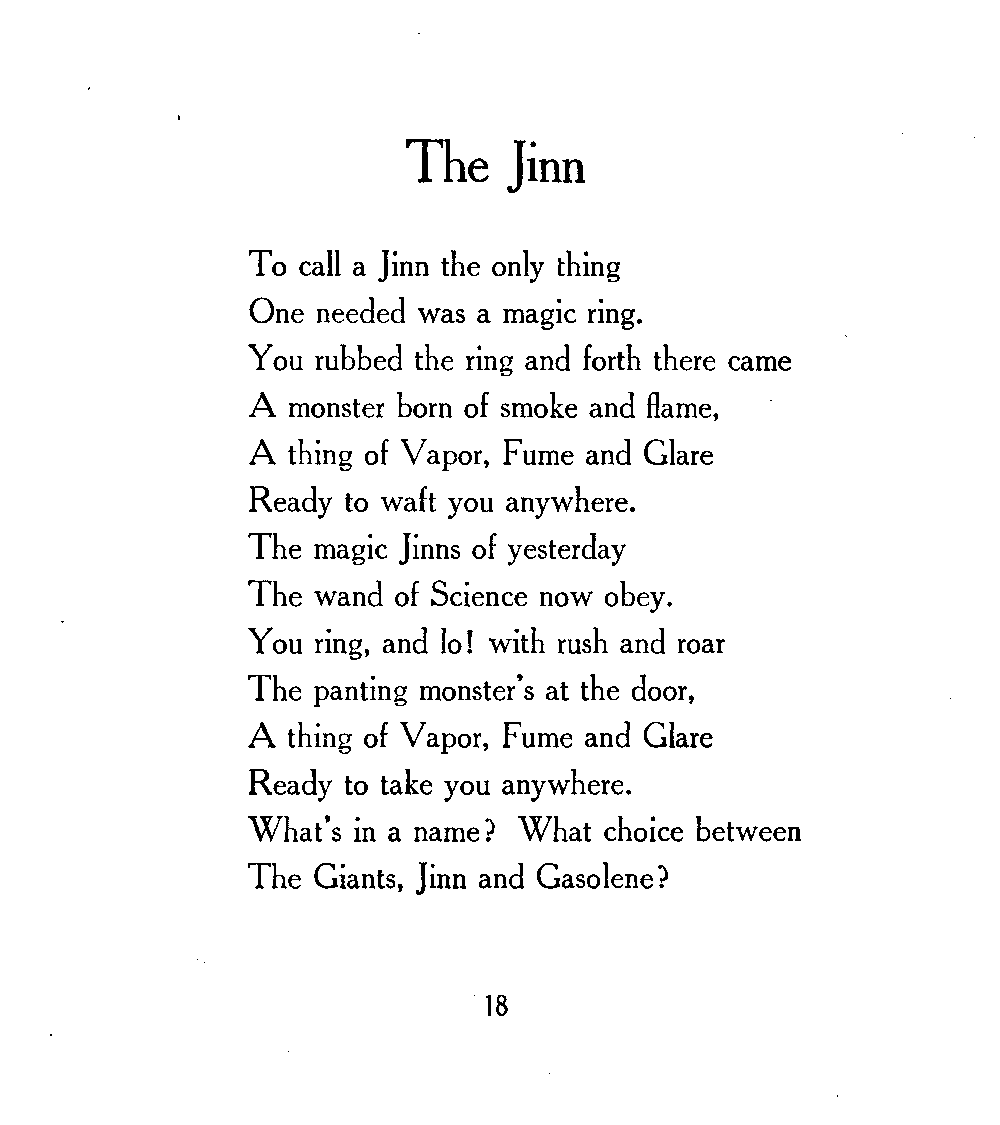 The Jinn
To call a Jinn the only thing
One needed was a magic ring.
You rubbed the ring and forth there came
A monster born of smoke and flame,
A thing of Vapor, Fume and Glare
Ready to waft you anywhere.
The magic Jinns of yesterday
The wand of Science now obey.
You ring, and lo! with rush and roar
The panting monster's at the door,
A thing of Vapor, Fume and Glare
Ready to take you anywhere.
What's in a name? What choice between
The Giants, Jinn and Gasolene?
18